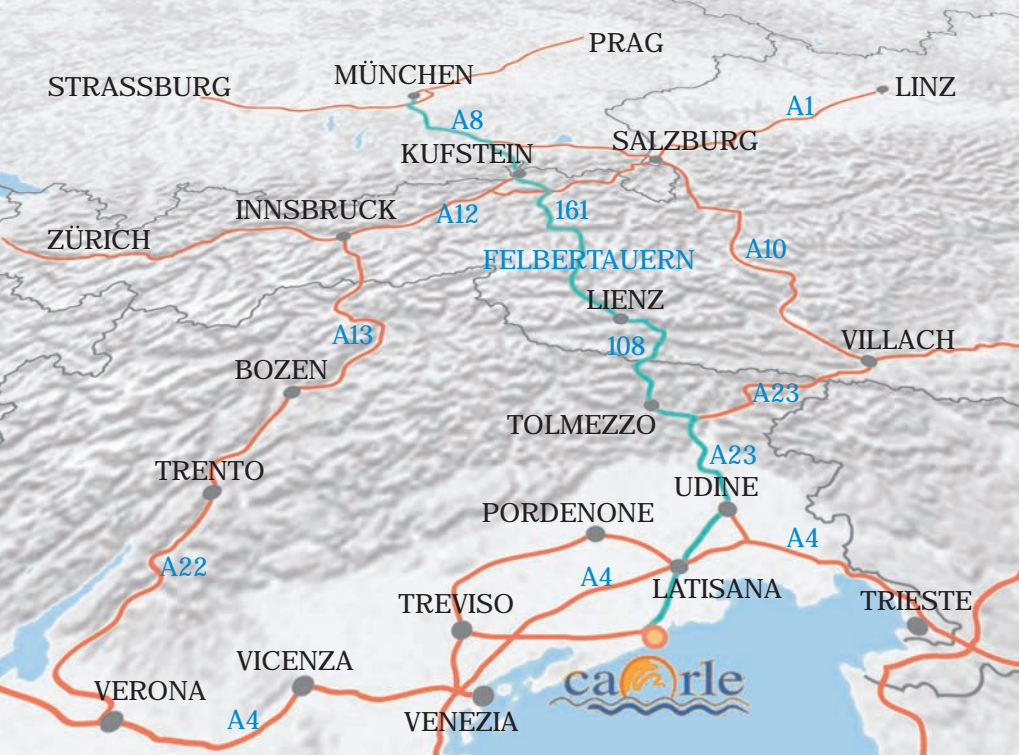 PRAG
MÜNCHEN
STRASSBURG
LINZ
A1
A8
SALZBURG
KUFSTEIN
INNSBRUCK
A12
161
ZÜRICH
A10
FELBERTAUERN
LIENZ
A13
108
VILLACH
BOZEN
A23
TOLMEZZO
A23
TRENTO
UDINE
PORDENONE
A4
A22
A4
LATISANA
TREVISO
TRIESTE
VICENZA
caorle
VERONA
A4
VENEZIA